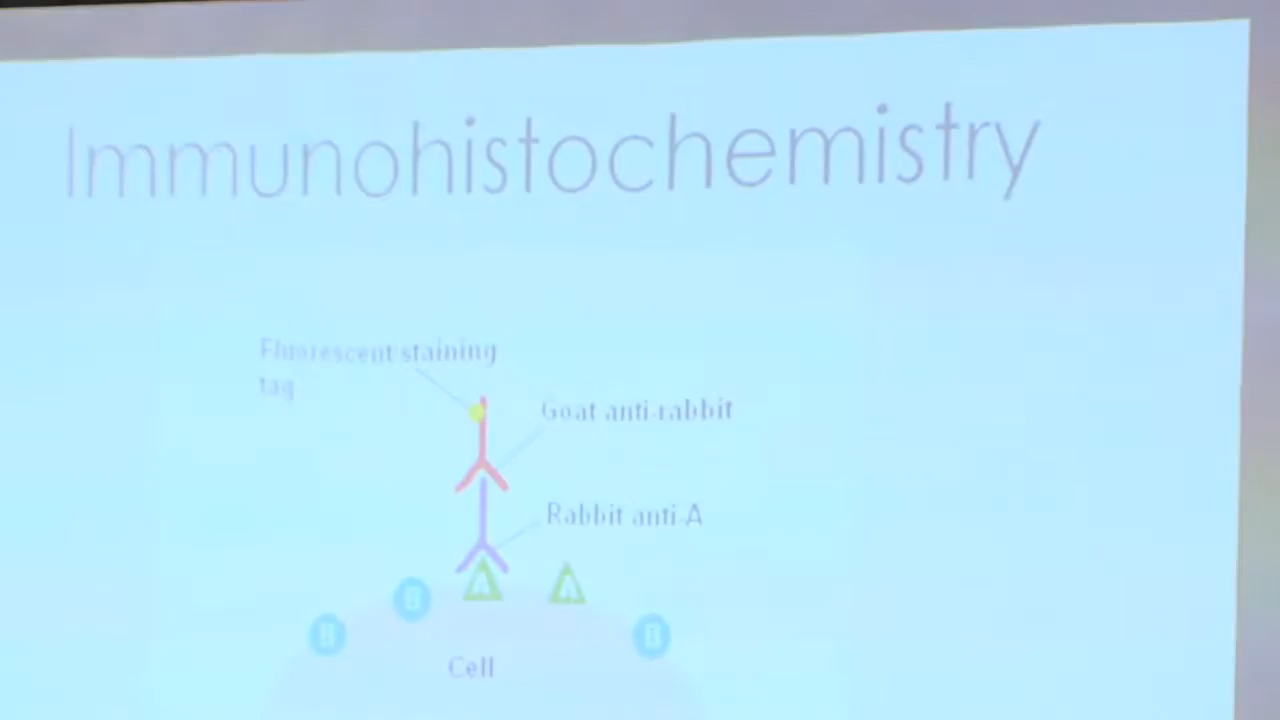 Immunohistochemistry
Fluorescent staining
tag
Goat anti-rabbit
Rabbit anti-A
A
A
B
B
B
Cell